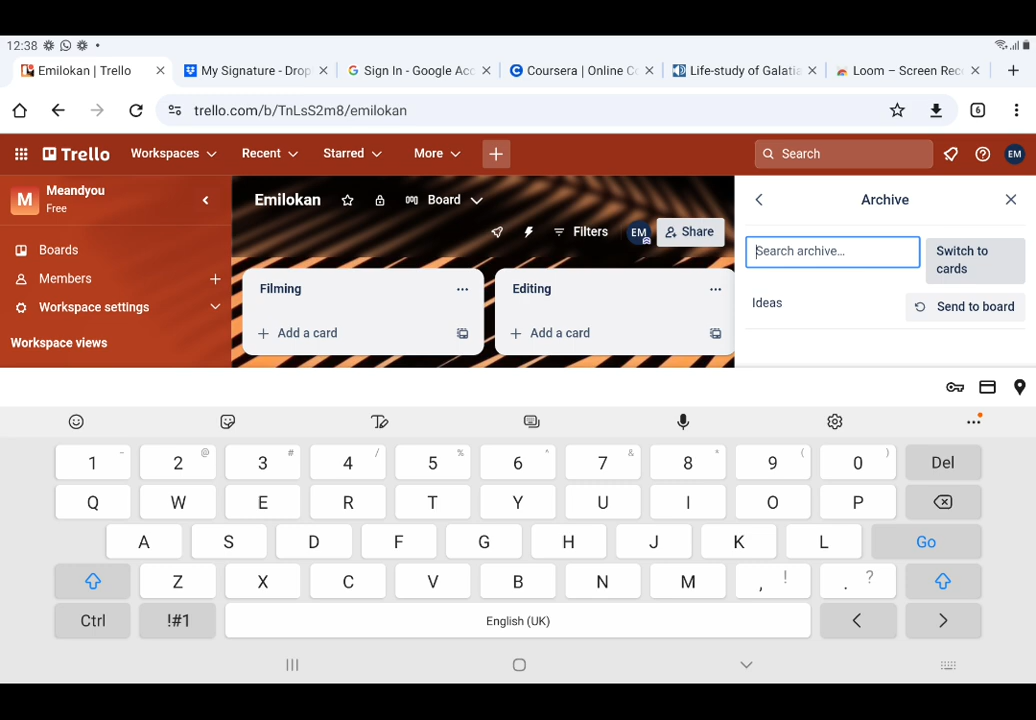 12:38
Emilokan | Trello
My Signature - Drop
Sign In - Google Acc
Coursera | Online Co
Life-study of Galatia
Loom – Screen Rec
trello.com/b/TnLsS2m8/emilokan
6
Trello
Workspaces
Recent
Starred
More
Search
EM
M
Meandyou
Free
Boards
Members
Workspace settings
Workspace views
Emilokan
Board
Filters
EM
Share
Filming
Add a card
Editing
Add a card
Archive
Search archive...
Switch to
cards
Ideas
Send to board
1 ~ 2 @ 3 # 4 / 5 % 6 ^ 7 & 8 * 9 ( 0 ) Del
Q W E R T Y U I O P
A S D F G H J K L Go
Z X C V B N M , ! . ?
Ctrl !#1 English (UK) < >